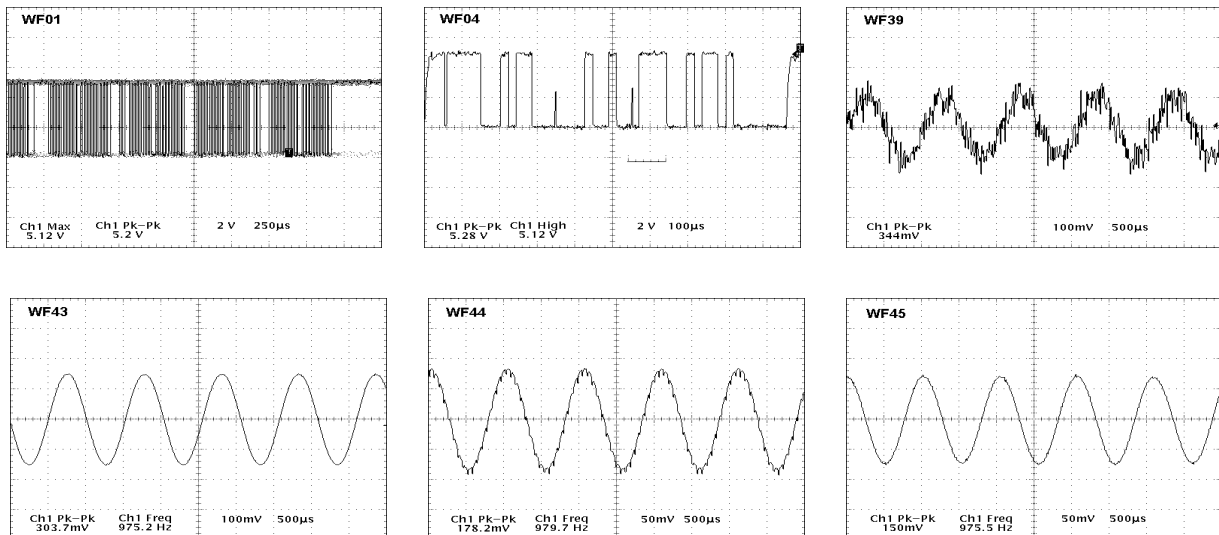 WF01
Ch1 Max
5.12 V
Ch1 Pk–Pk
5.2 V
2 V 250µs
WF04
Ch1 Pk–Pk
5.28 V
Ch1 High
5.12 V
2 V 100µs
WF39
Ch1 Pk–Pk
344mV
100mV 500µs
WF43
Ch1 Pk–Pk
303.7mV
Ch1 Freq
975.2 Hz
100mV 500µs
WF44
Ch1 Pk–Pk
178.2mV
Ch1 Freq
979.7 Hz
50mV 500µs
WF45
Ch1 Pk–Pk
150mV
Ch1 Freq
975.5 Hz
50mV 500µs